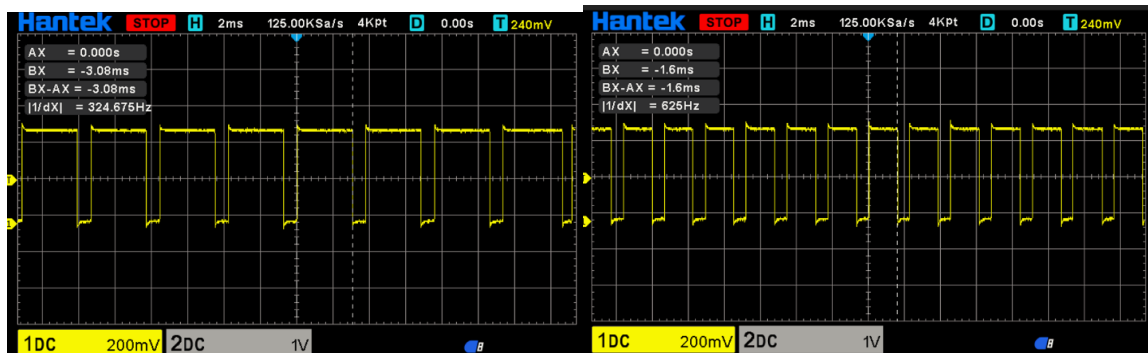 Hantek STOP H 2ms 125.00KSa/s 4KPt D 0.00s T 240mV
AX = 0.000s
BX = -3.08ms
BX-AX = -3.08ms
|1/dX| = 324.675Hz
T
1
1DC 200mV 2DC 1V
Hantek STOP H 2ms 125.00KSa/s 4KPt D 0.00s T 240mV
AX = 0.000s
BX = -1.6ms
BX-AX = -1.6ms
|1/dX| = 625Hz
T
1
1DC 200mV 2DC 1V